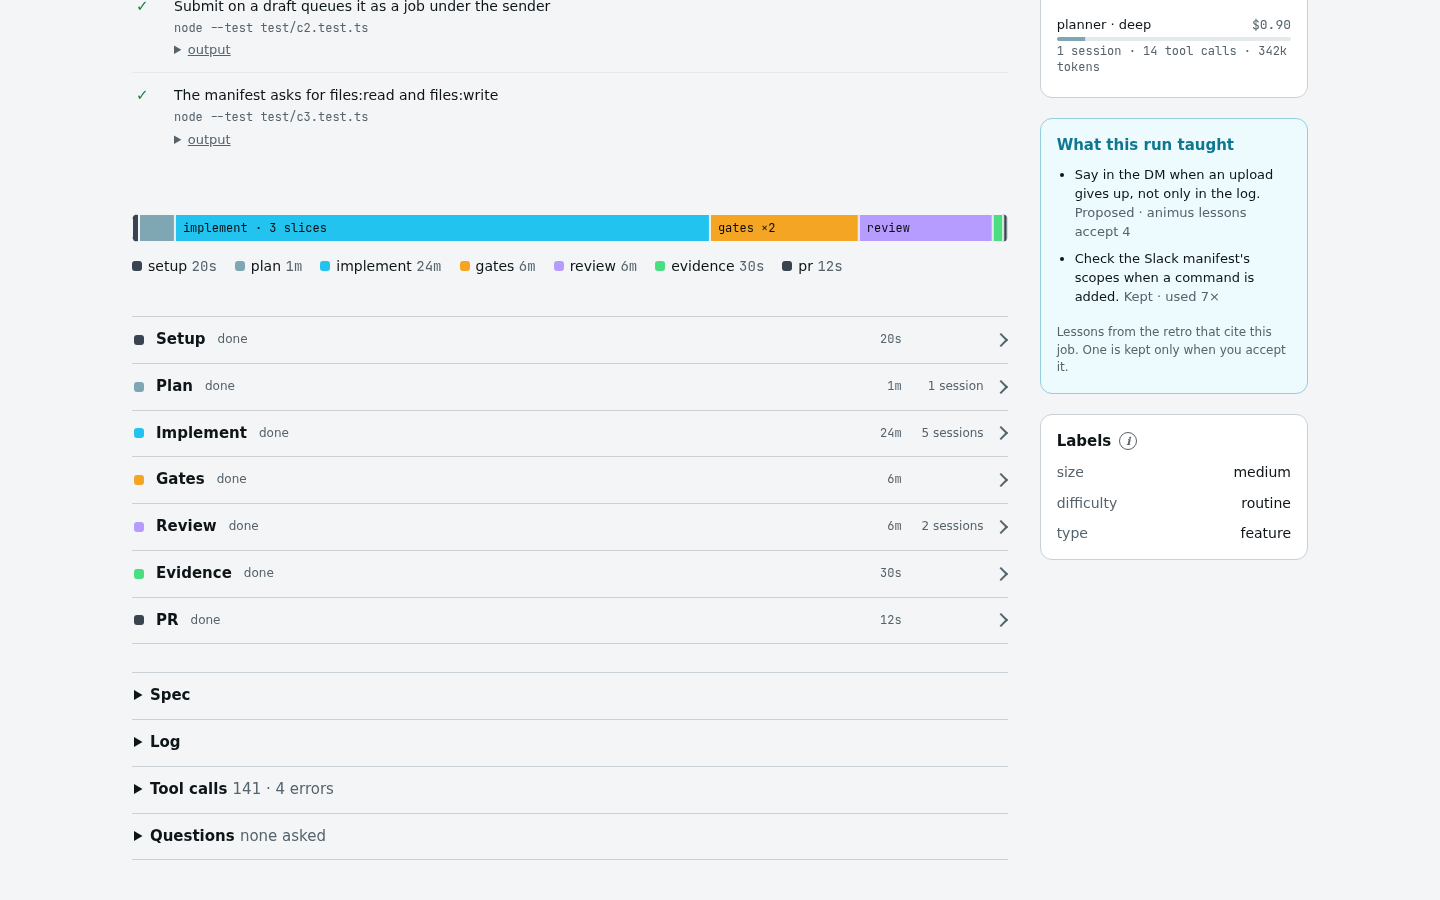 ✓ Submit on a draft queues it as a job under the sender
node --test test/c2.test.ts
▶ output
✓ The manifest asks for files:read and files:write
node --test test/c3.test.ts
▶ output
implement · 3 slices
gates ×2
review
setup 20s plan 1m implement 24m gates 6m review 6m evidence 30s pr 12s
Setup done 20s
Plan done 1m 1 session
Implement done 24m 5 sessions
Gates done 6m
Review done 6m 2 sessions
Evidence done 30s
PR done 12s
▶ Spec
▶ Log
▶ Tool calls 141 · 4 errors
▶ Questions none asked
planner · deep $0.90
1 session · 14 tool calls · 342k
tokens
What this run taught
• Say in the DM when an upload
gives up, not only in the log.
Proposed · animus lessons
accept 4
• Check the Slack manifest's
scopes when a command is
added. Kept · used 7×
Lessons from the retro that cite this
job. One is kept only when you accept
it.
Labels i
size medium
difficulty routine
type feature